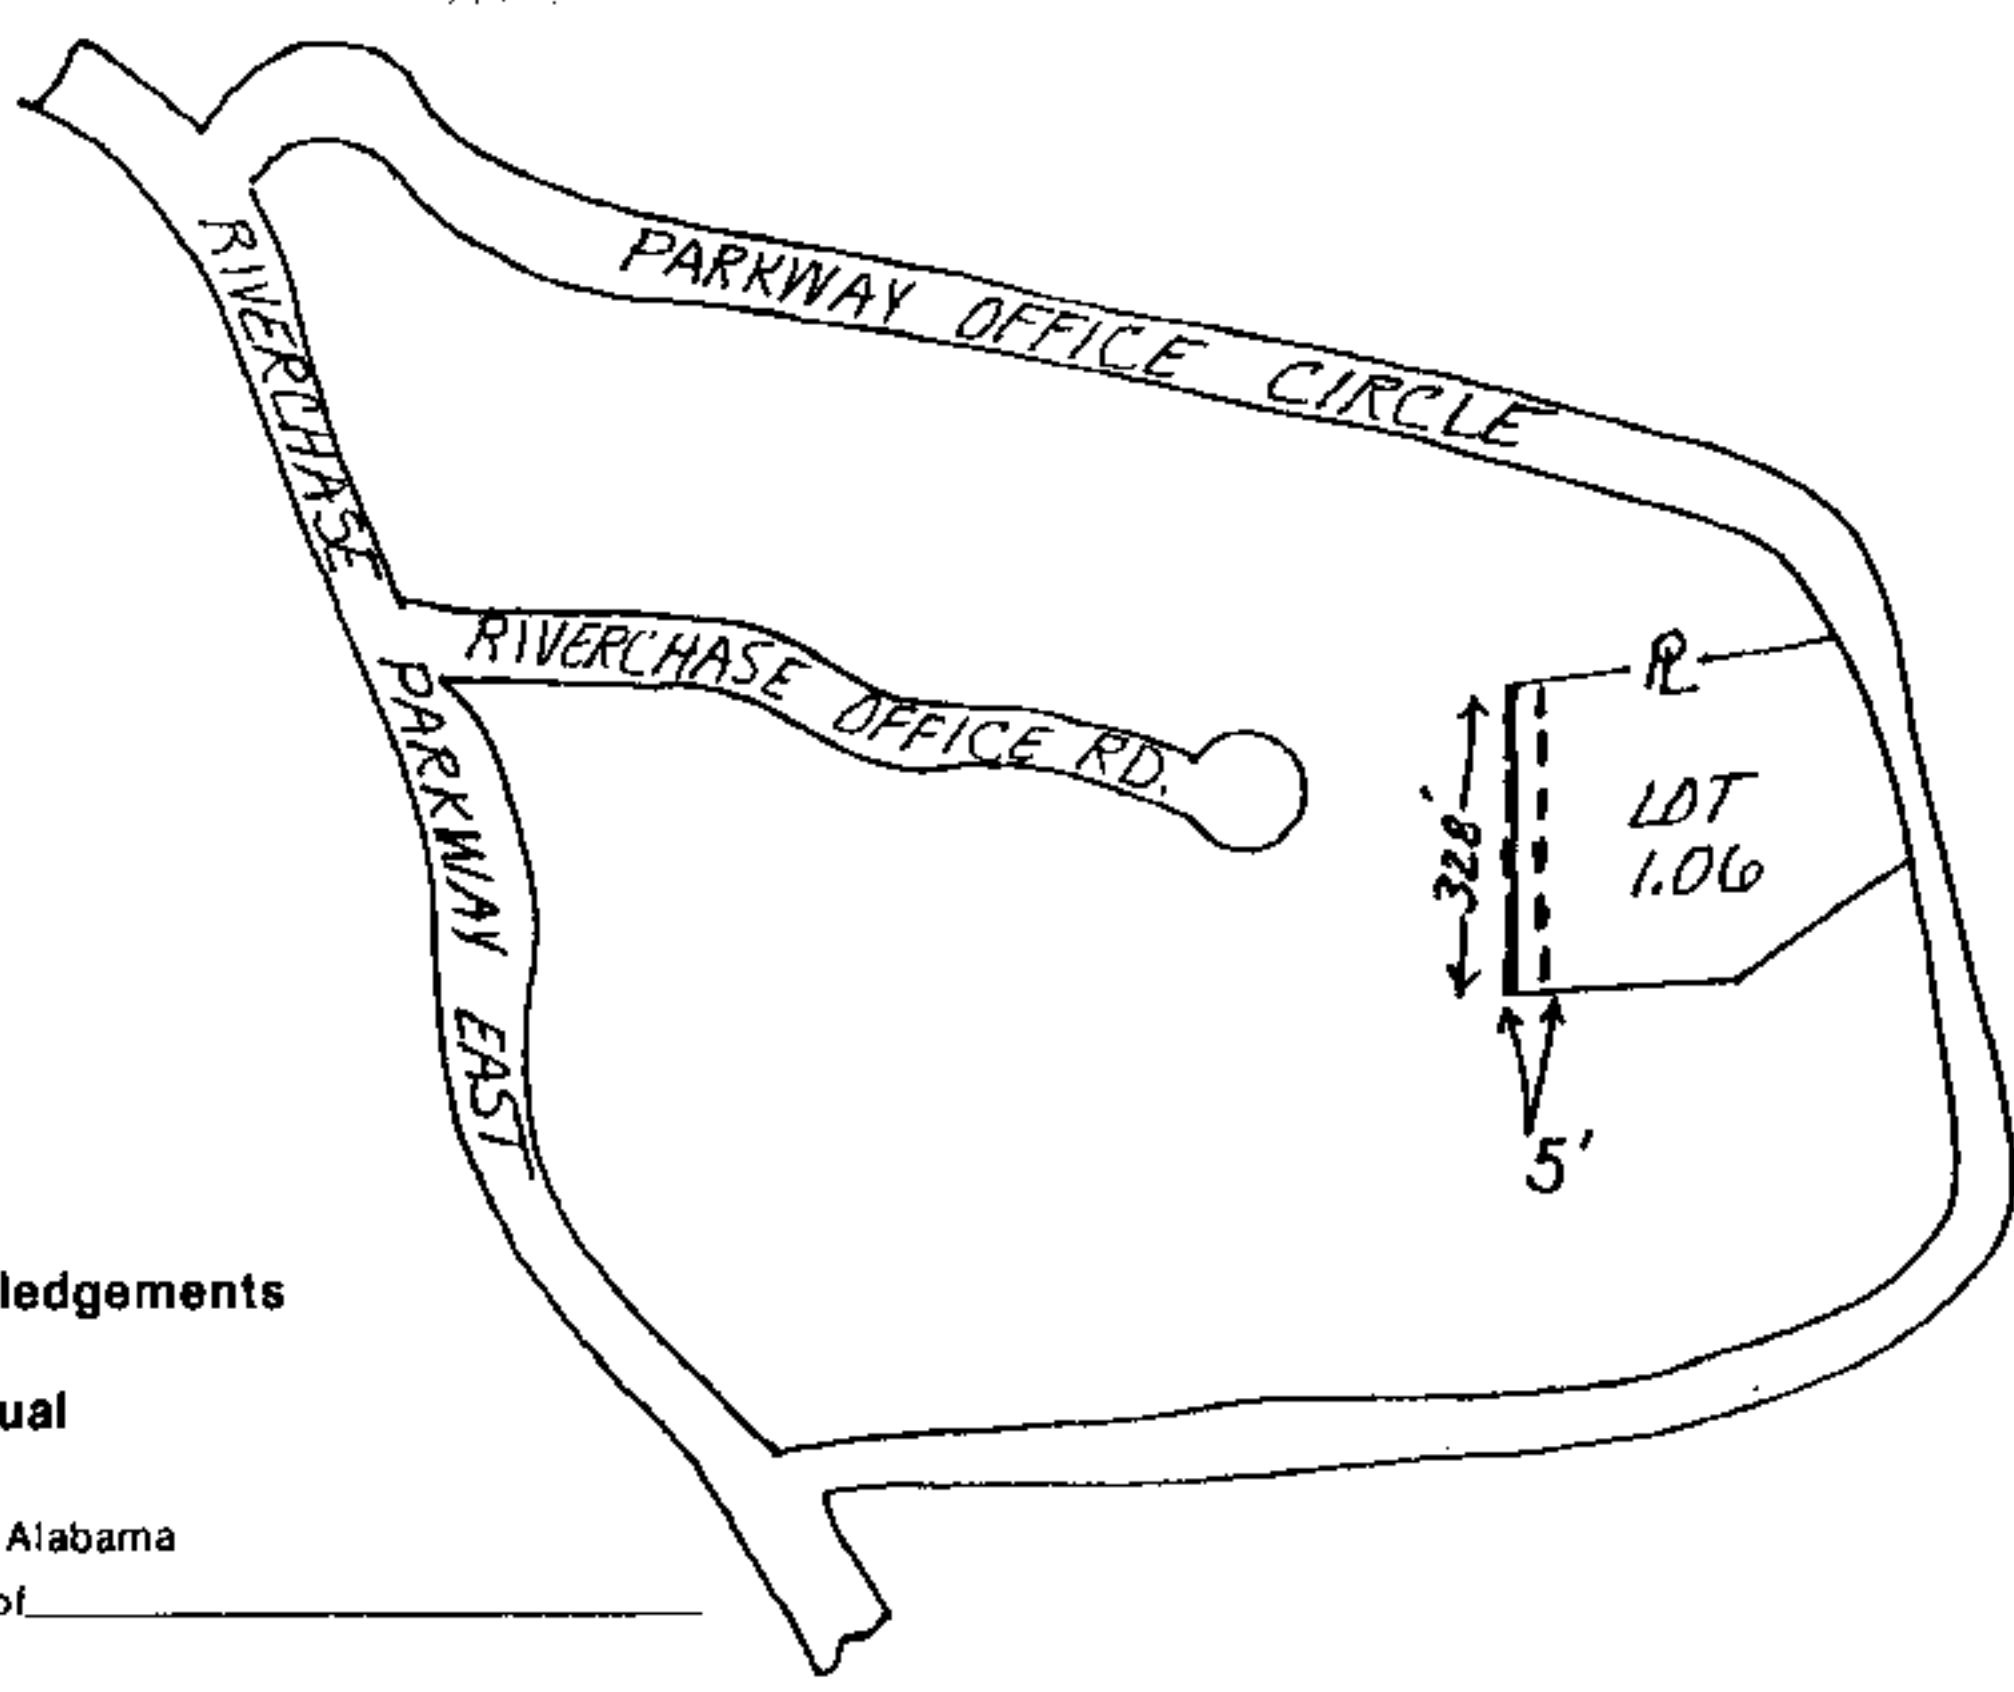 PARKWAY OFFICE CIRCLE
RIVERCHASE PARKWAY EAST
RIVERCHASE OFFICE RD.
328'
LOT
1.06
5'
ledgements
ual
Alabama
of